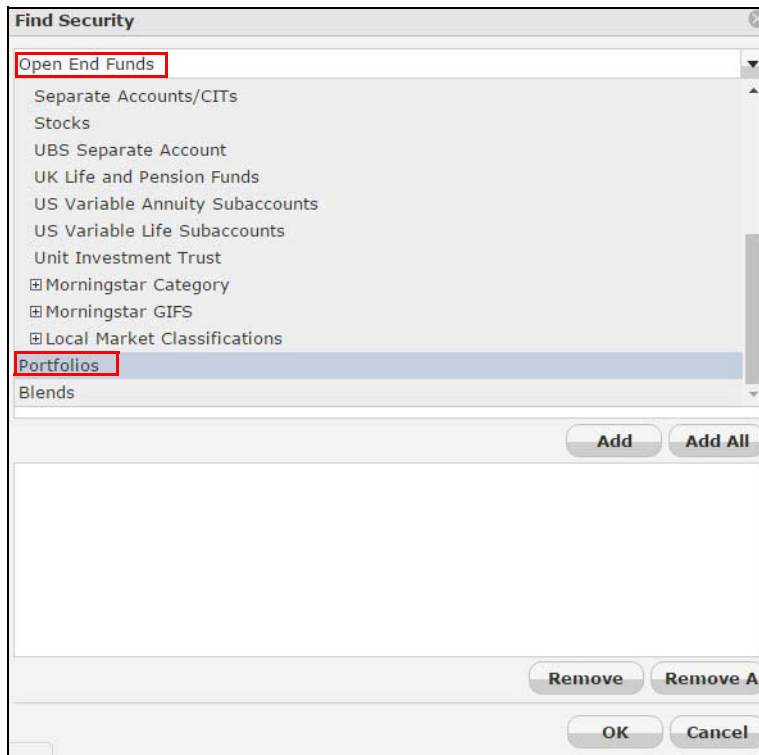 Find Security
Open End Funds
Separate Accounts/CITs
Stocks
UBS Separate Account
UK Life and Pension Funds
US Variable Annuity Subaccounts
US Variable Life Subaccounts
Unit Investment Trust
Morningstar Category
Morningstar GIFS
Local Market Classifications
Portfolios
Blends
Add Add All
Remove Remove A
OK Cancel